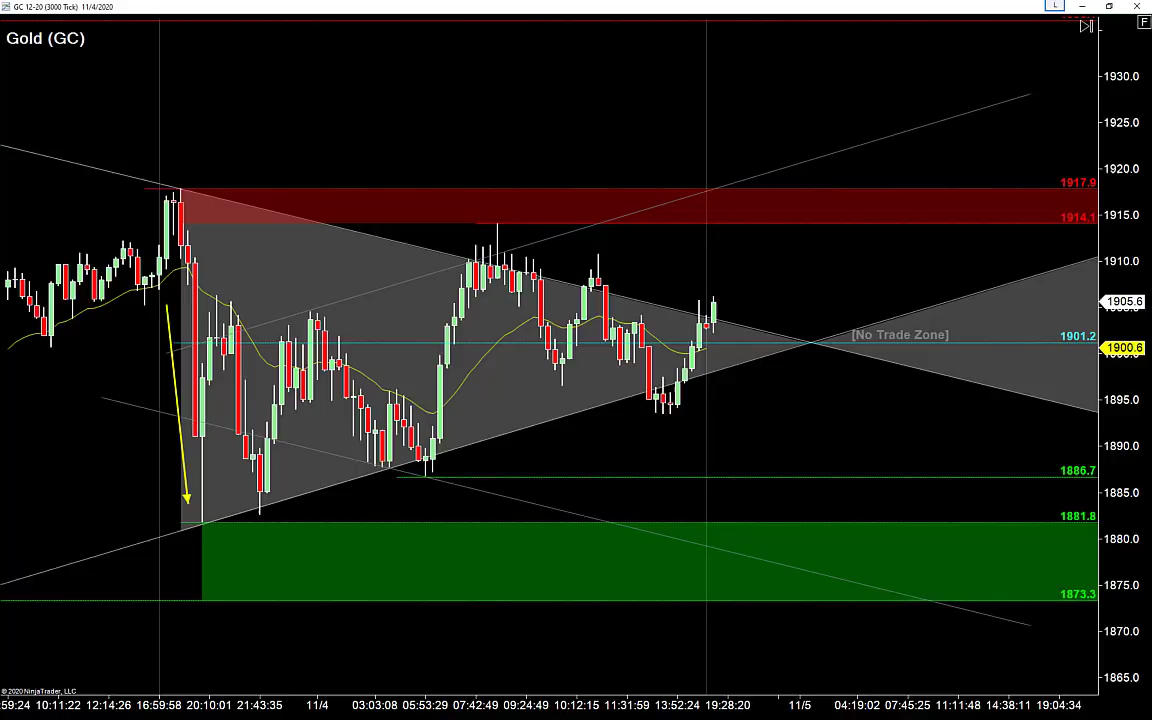 GC 12-20 (3000 Tick) 11/4/2020
L
F
Gold (GC)
1930.0
1925.0
1920.0
1917.9
1915.0
1914.1
1910.0
1905.6
[No Trade Zone]
1901.2
1900.6
1895.0
1890.0
1886.7
1885.0
1881.8
1880.0
1875.0
1873.3
1870.0
1865.0
© 2020 NinjaTrader, LLC
:59:24 10:11:22 12:14:26 16:59:58 20:10:01 21:43:35 11/4 03:03:08 05:53:29 07:42:49 09:24:49 10:12:15 11:31:59 13:52:24 19:28:20 11/5 04:19:02 07:45:25 11:11:48 14:38:11 19:04:34